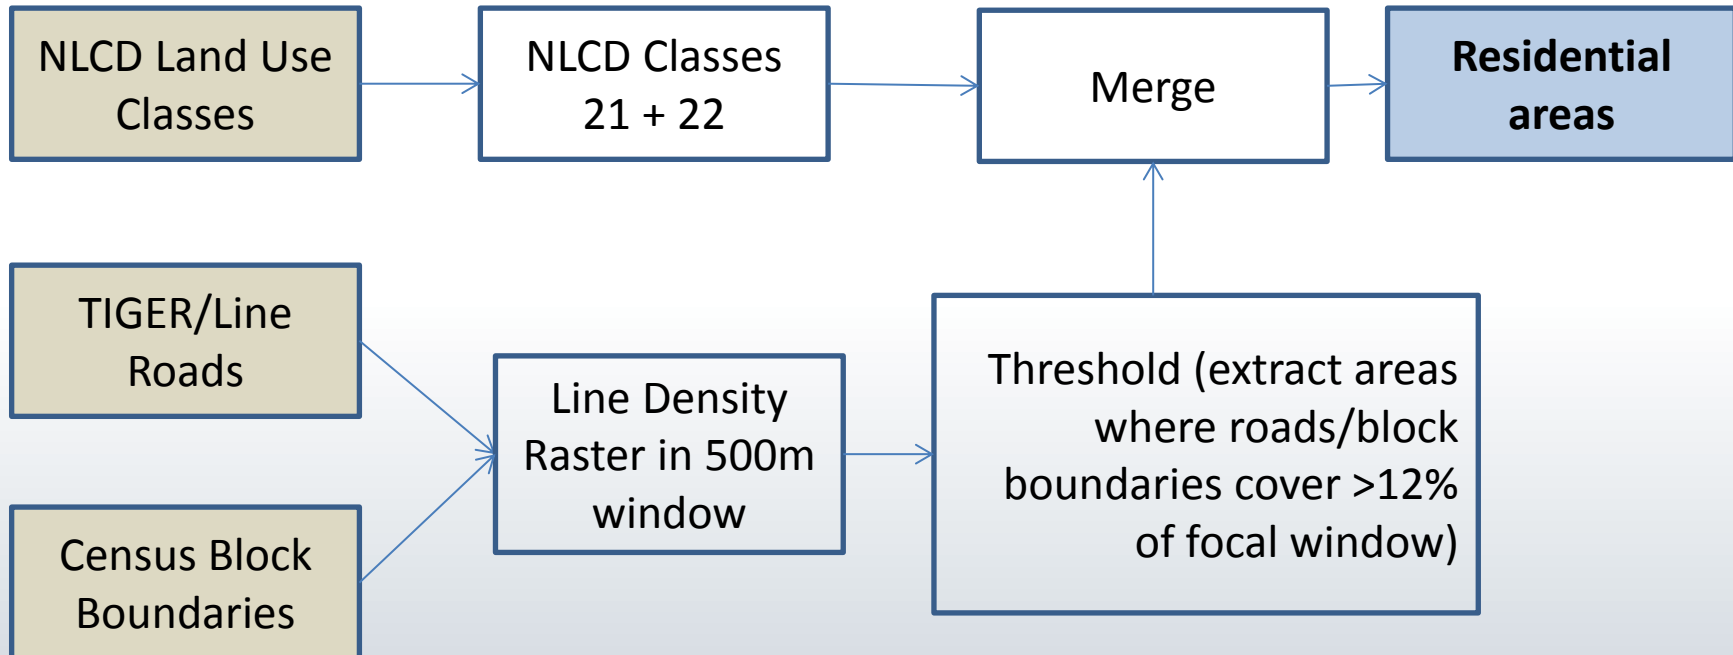 NLCD Land Use
Classes
NLCD Classes
21 + 22
Merge
Residential
areas
TIGER/Line
Roads
Census Block
Boundaries
Line Density
Raster in 500m
window
Threshold (extract areas
where roads/block
boundaries cover >12%
of focal window)